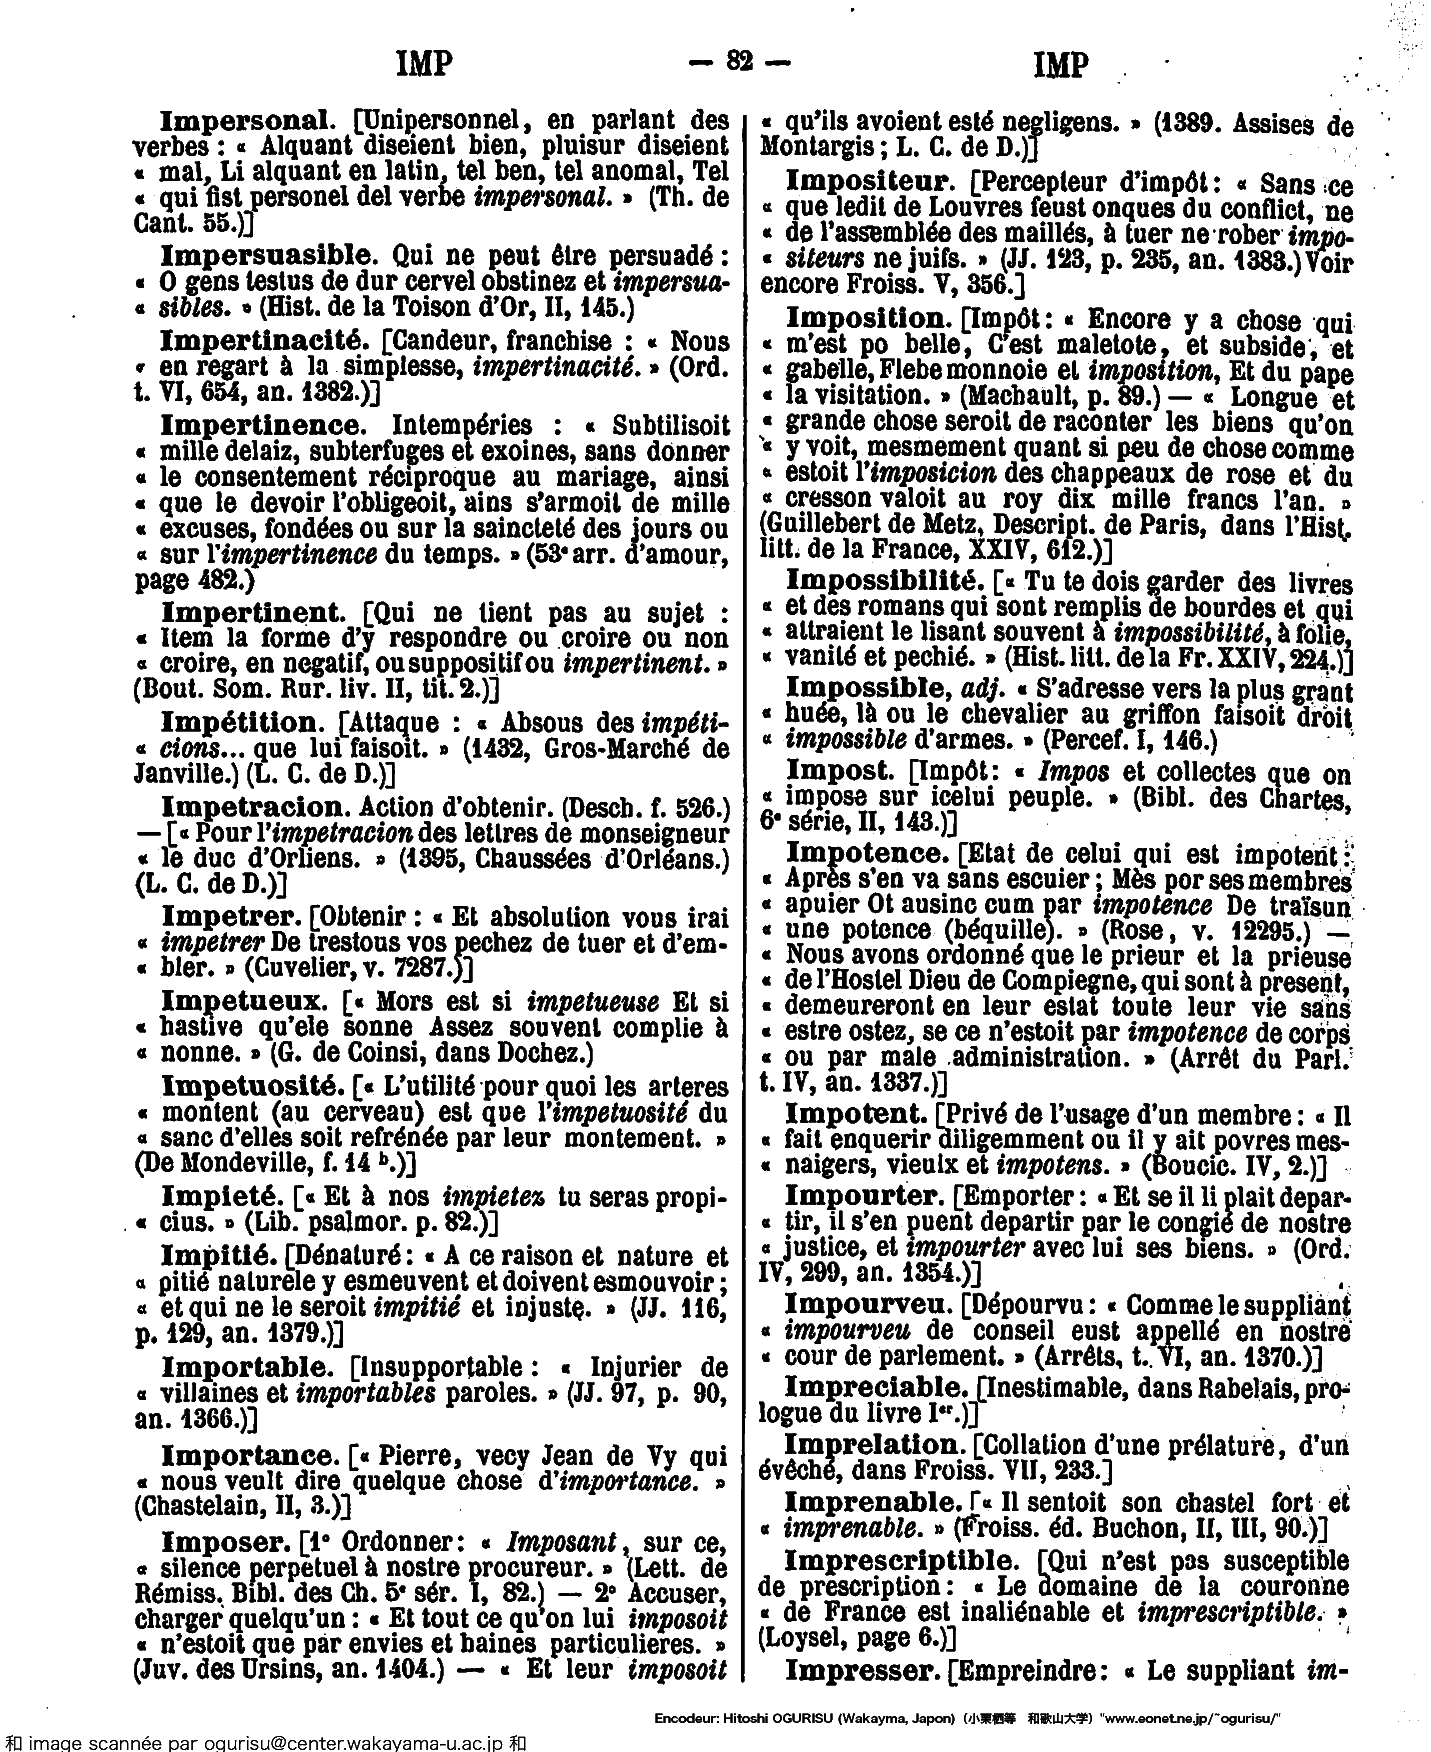 IMP — 82 — IMP
Impersonal. [Unipersonnel, en parlant des
verbes : « Alquant diseient bien, pluisur diseient
« mal, Li alquant en latin, tel ben, tel anomal, Tel
« qui fist personel del verbe impersonal. » (Th. de
Cant. 55.)]
Impersuasible. Qui ne peut être persuadé :
« O gens testus de dur cervel obstinez et impersua-
« sibles. » (Hist. de la Toison d'Or, II, 145.)
Impertinacité. [Candeur, franchise : « Nous
« en regart à la simplesse, impertinacité. » (Ord.
t. VI, 654, an. 1382.)]
Impertinence. Intempéries : « Subtilisoit
« mille delaiz, subterfuges et exoines, sans donner
« le consentement réciproque au mariage, ainsi
« que le devoir l'obligeoit, ains s'armoit de mille
« excuses, fondées ou sur la saincteté des jours ou
« sur l'impertinence du temps. » (53e arr. d'amour,
page 482.)
Impertinent. [Qui ne tient pas au sujet :
« Item la forme d'y respondre ou croire ou non
« croire, en negatif, ou suppositif ou impertinent. »
(Bout. Som. Rur. liv. II, tit. 2.)]
Impétition. [Attaque : « Absous des impéti-
« cions... que lui faisoit. » (1432, Gros-Marché de
Janville.) (L. C. de D.)]
Impetracion. Action d'obtenir. (Desch. f. 526.)
— [« Pour l'impetracion des lettres de monseigneur
« le duc d'Orliens. » (1395, Chaussées d'Orléans.)
(L. C. de D.)]
Impetrer. [Obtenir : « Et absolution vous irai
« impetrer De trestous vos pechez de tuer et d'em-
« bler. » (Cuvelier, v. 7287.)]
Impetueux. [« Mors est si impetueuse Et si
« hastive qu'ele sonne Assez souvent complie à
« nonne. » (G. de Coinsi, dans Dochez.)
Impetuosité. [« L'utilité pour quoi les arteres
« montent (au cerveau) est que l'impetuosité du
« sanc d'elles soit refrénée par leur montement. »
(De Mondeville, f. 14 b.)]
Impieté. [« Et à nos impietez tu seras propi-
« cius. » (Lib. psalmor. p. 82.)]
Impitié. [Dénaturé : « A ce raison et nature et
« pitié naturele y esmeuvent et doivent esmouvoir ;
« et qui ne le seroit impitié et injuste. » (JJ. 116,
p. 129, an. 1379.)]
Importable. [Insupportable : « Injurier de
« villaines et importables paroles. » (JJ. 97, p. 90,
an. 1366.)]
Importance. [« Pierre, vecy Jean de Vy qui
« nous veult dire quelque chose d'importance. »
(Chastelain, II, 3.)]
Imposer. [1° Ordonner : « Imposant, sur ce,
« silence perpetuel à nostre procureur. » (Lett. de
Rémiss. Bibl. des Ch. 5e sér. I, 82.) — 2° Accuser,
charger quelqu'un : « Et tout ce qu'on lui imposoit
« n'estoit que par envies et haines particulieres. »
(Juv. des Ursins, an. 1404.) — « Et leur imposoit
« qu'ils avoient esté negligens. » (1389. Assises de
Montargis ; L. C. de D.)]
Impositeur. [Percepteur d'impôt : « Sans ce
« que ledit de Louvres feust onques du conflict, ne
« de l'assemblée des maillés, à tuer ne rober impo-
« siteurs ne juifs. » (JJ. 123, p. 235, an. 1383.) Voir
encore Froiss. V, 356.]
Imposition. [Impôt : « Encore y a chose qui
« m'est po belle, C'est maletote, et subside, et
« gabelle, Flebe monnoie et imposition, Et du pape
« la visitation. » (Machault, p. 89.) — « Longue et
« grande chose seroit de raconter les biens qu'on
« y voit, mesmement quant si peu de chose comme
« estoit l'imposicion des chappeaux de rose et du
« cresson valoit au roy dix mille francs l'an. »
(Guillebert de Metz, Descript. de Paris, dans l'Hist.
litt. de la France, XXIV, 612.)]
Impossibilité. [« Tu te dois garder des livres
« et des romans qui sont remplis de bourdes et qui
« attraient le lisant souvent à impossibilité, à folie,
« vanité et pechié. » (Hist. litt. de la Fr. XXIV, 224.)]
Impossible, adj. « S'adresse vers la plus grant
« huée, là ou le chevalier au griffon faisoit droit
« impossible d'armes. » (Percef. I, 146.)
Impost. [Impôt : « Impos et collectes que on
« impose sur icelui peuple. » (Bibl. des Chartes,
6e série, II, 143.)]
Impotence. [Etat de celui qui est impotent :
« Après s'en va sans escuier ; Mès por ses membres
« apuier Ot ausinc cum par impotence De traïsun
« une potence (béquille). » (Rose, v. 12295.) —
« Nous avons ordonné que le prieur et la prieuse
« de l'Hostel Dieu de Compiegne, qui sont à present,
« demeureront en leur estat toute leur vie sans
« estre ostez, se ce n'estoit par impotence de corps
« ou par male administration. » (Arrêt du Parl.
t. IV, an. 1337.)]
Impotent. [Privé de l'usage d'un membre : « Il
« fait enquerir diligemment ou il y ait povres mes-
« naigers, vieulx et impotens. » (Boucic. IV, 2.)]
Impourter. [Emporter : « Et se il li plait depar-
« tir, il s'en puent departir par le congié de nostre
« justice, et impourter avec lui ses biens. » (Ord.
IV, 299, an. 1354.)]
Impourveu. [Dépourvu : « Comme le suppliant
« impourveu de conseil eust appellé en nostre
« cour de parlement. » (Arrêts, t. VI, an. 1370.)]
Impreciable. [Inestimable, dans Rabelais, pro-
logue du livre Ier.)]
Imprelation. [Collation d'une prélature, d'un
évêché, dans Froiss. VII, 233.]
Imprenable. [« Il sentoit son chastel fort et
« imprenable. » (Froiss. éd. Buchon, II, III, 90.)]
Imprescriptible. [Qui n'est pas susceptible
de prescription : « Le domaine de la couronne
« de France est inaliénable et imprescriptible. »
(Loysel, page 6.)]
Impresser. [Empreindre : « Le suppliant im-
Encodeur: Hitoshi OGURISU (Wakayma, Japon) (小栗栖等 和歌山大学) "www.eonet.ne.jp/~ogurisu/"
和 image scannée par ogurisu@center.wakayama-u.ac.jp 和